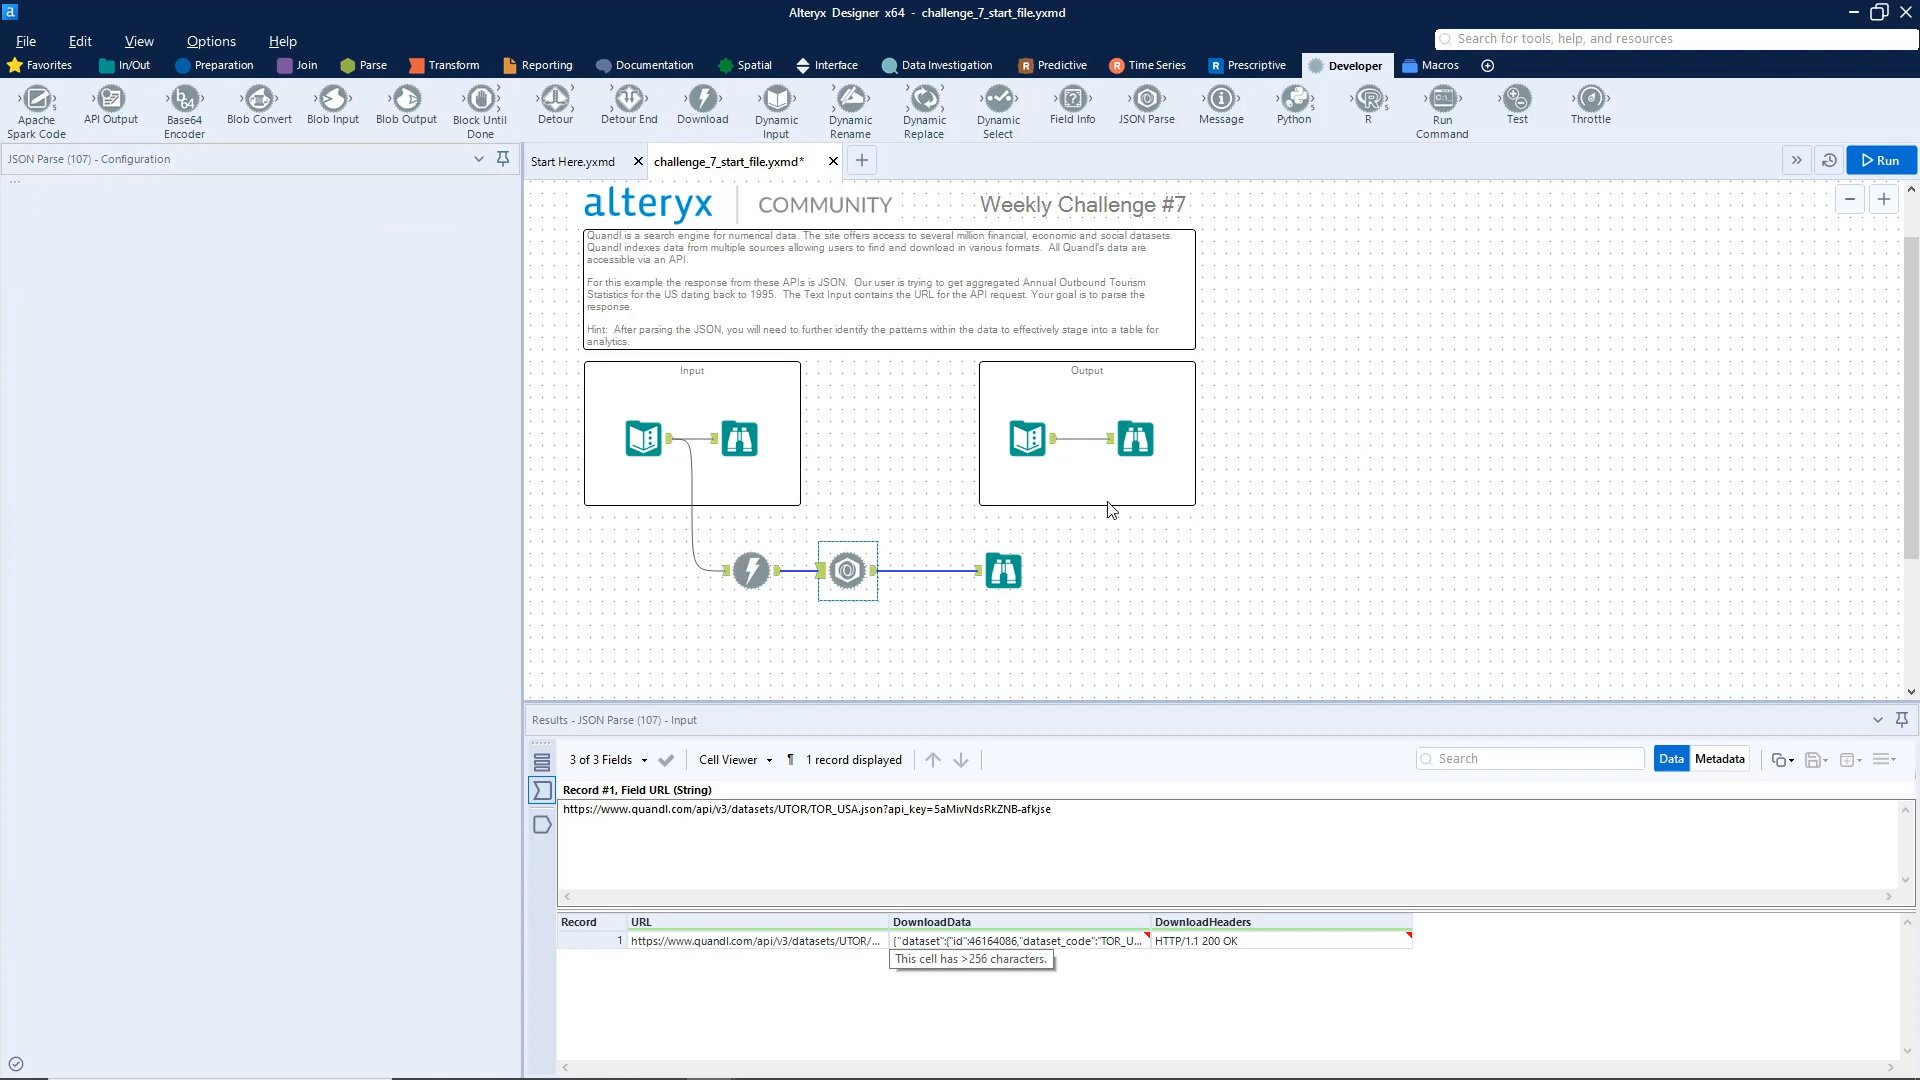 Alteryx Designer x64 - challenge_7_start_file.yxmd
File Edit View Options Help
Search for tools, help, and resources
Favorites In/Out Preparation Join Parse Transform Reporting Documentation Spatial Interface Data Investigation Predictive Time Series Prescriptive Developer Macros
Apache Spark Code
API Output
Base64 Encoder
Blob Convert
Blob Input
Blob Output
Block Until Done
Detour
Detour End
Download
Dynamic Input
Dynamic Rename
Dynamic Replace
Dynamic Select
Field Info
JSON Parse
Message
Python
R
Run Command
Test
Throttle
JSON Parse (107) - Configuration
Start Here.yxmd
challenge_7_start_file.yxmd*
Run
alteryx COMMUNITY Weekly Challenge #7
Quandl is a search engine for numerical data. The site offers access to several million financial, economic and social datasets.
Quandl indexes data from multiple sources allowing users to find and download in various formats. All Quandl's data are
accessible via an API.
For this example the response from these APIs is JSON. Our user is trying to get aggregated Annual Outbound Tourism
Statistics for the US dating back to 1995. The Text Input contains the URL for the API request. Your goal is to parse the
response.
Hint: After parsing the JSON, you will need to further identify the patterns within the data to effectively stage into a table for
analytics.
Input
Output
Results - JSON Parse (107) - Input
3 of 3 Fields Cell Viewer 1 record displayed
Search
Data Metadata
Record #1, Field URL (String)
https://www.quandl.com/api/v3/datasets/UTOR/TOR_USA.json?api_key=5aMivNdsRkZNB-afkjse
Record URL DownloadData DownloadHeaders
1 https://www.quandl.com/api/v3/datasets/UTOR/... {"dataset":{"id":46164086,"dataset_code":"TOR_U... HTTP/1.1 200 OK
This cell has >256 characters.